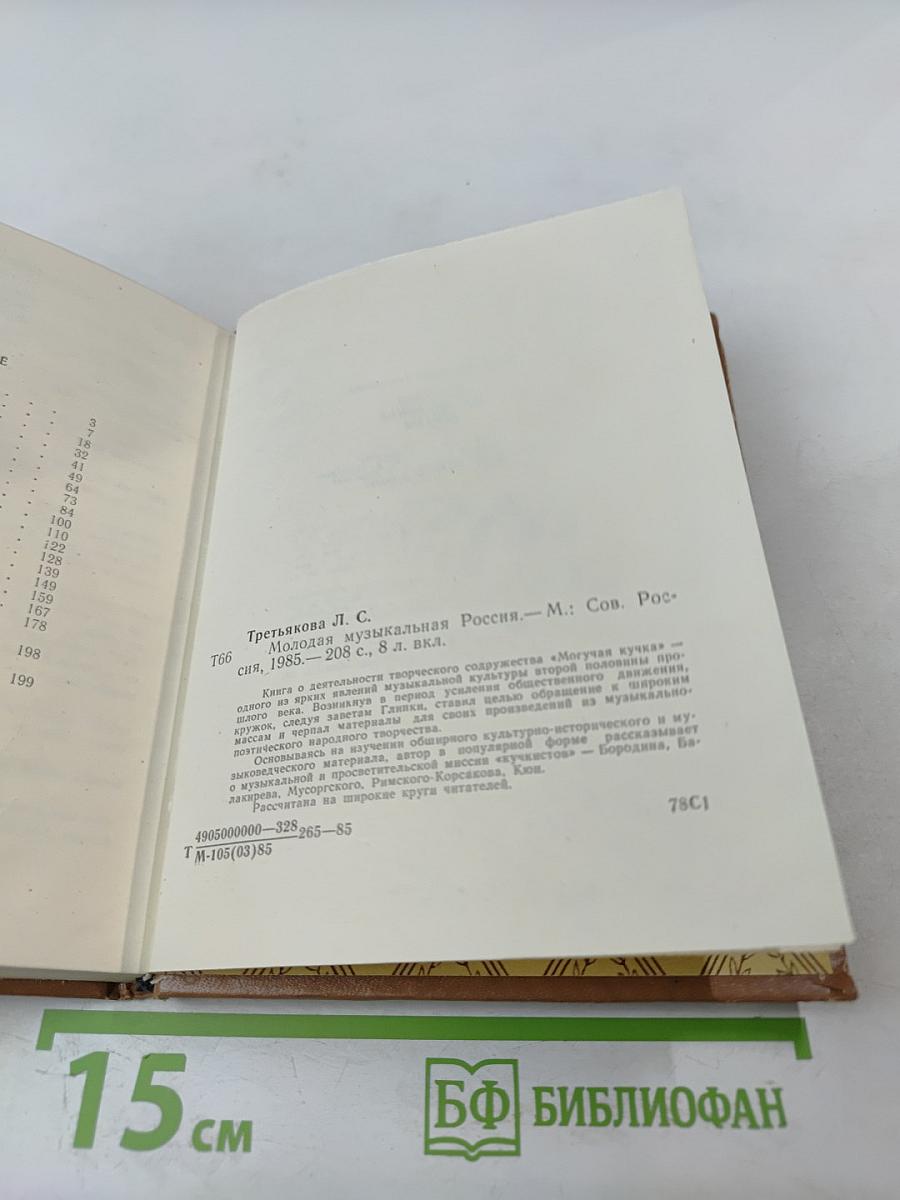 Е
3
7
18
32
41
49
64
73
84
100
110
122
128
139
149
159
167
178
198
199
Третьякова Л. С.
Т66 Молодая музыкальная Россия.— М.: Сов. Рос-
сия, 1985.— 208 с., 8 л. вкл.
Книга о деятельности творческого содружества «Могучая кучка» —
одного из ярких явлений музыкальной культуры второй половины про-
шлого века. Возникнув в период усиления общественного движения,
кружок, следуя заветам Глинки, ставил целью обращение к широким
массам и черпал материалы для своих произведений из музыкально-
поэтического народного творчества.
Основываясь на изучении обширного культурно-исторического и му-
зыковедческого материала, автор в популярной форме рассказывает
о музыкальной и просветительской миссии «кучкистов» — Бородина, Ба-
лакирева, Мусоргского, Римского-Корсакова, Кюи.
Рассчитана на широкие круги читателей.
Т 4905000000—328 265—85
М-105(03)85
78С1
15 см
БФ БИБЛИОФАН